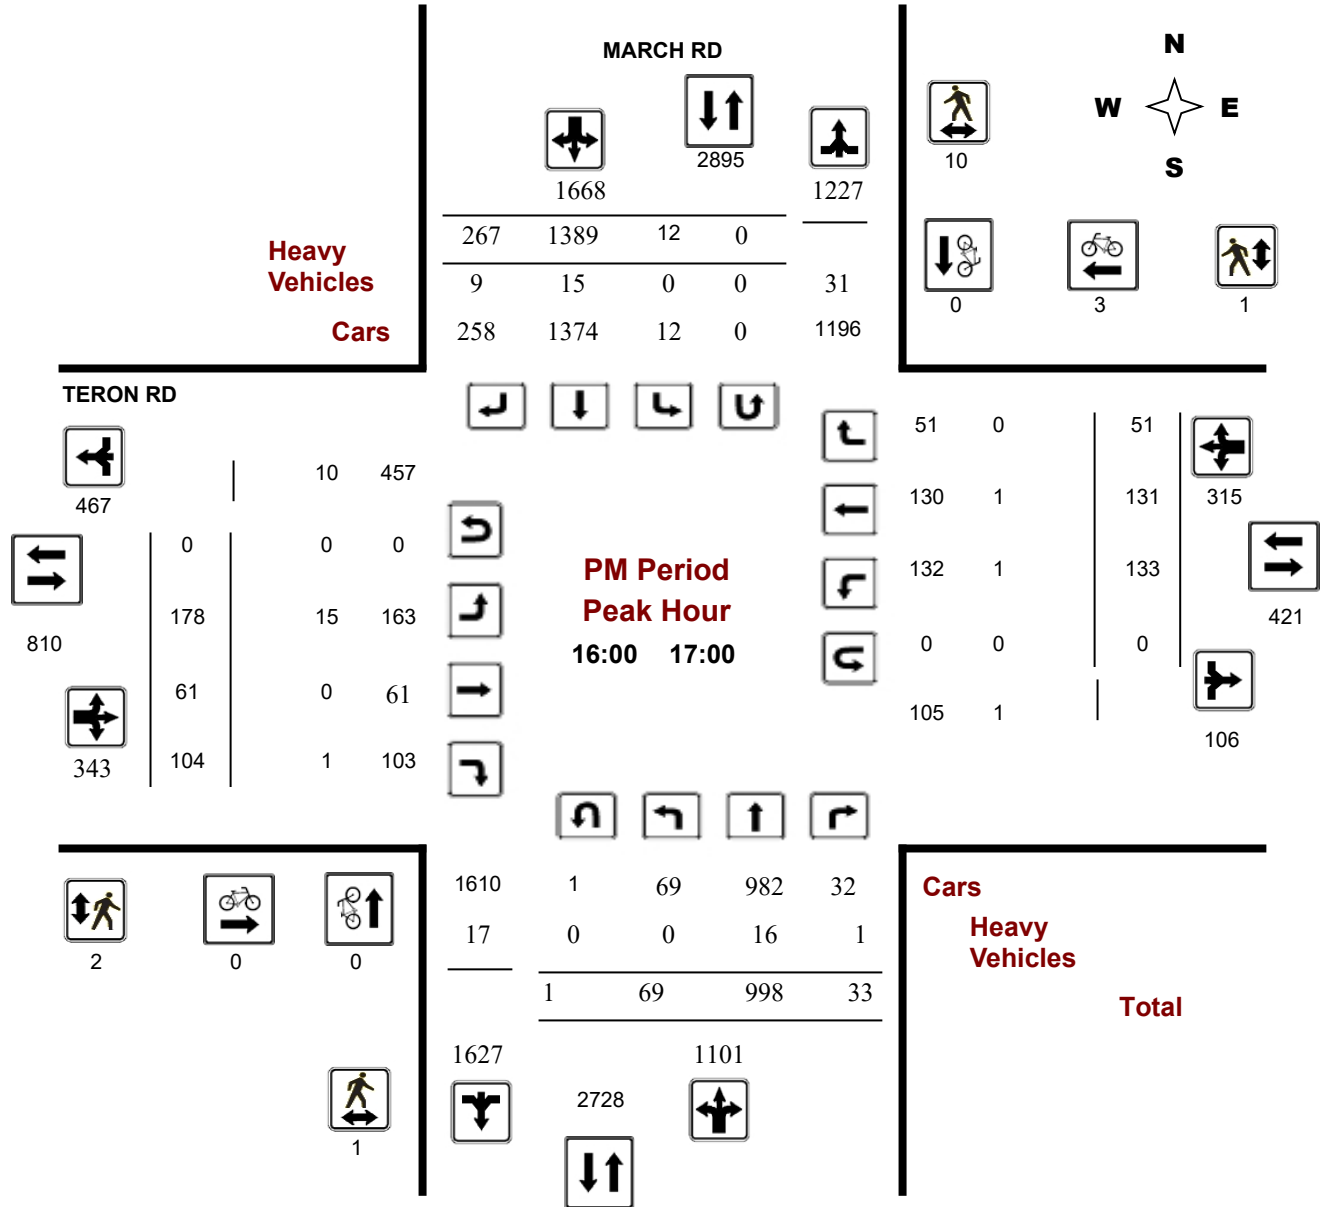 MARCH RD
N
W E
S
2895
10
1668
1227
267 1389 12 0
Heavy
Vehicles
9 15 0 0 31
0 3 1
Cars
258 1374 12 0 1196
TERON RD
51 0 51
10 457
467
130 1 131 315
0 0 0
PM Period
Peak Hour
132 1 133
178 15 163
421
810
16:00 17:00
0 0 0
61 0 61
105 1
106
343 104 1 103
1610 1 69 982 32
Cars
17 0 0 16 1
Heavy
Vehicles
2 0 0
1 69 998 33
Total
1627 1101
2728
1